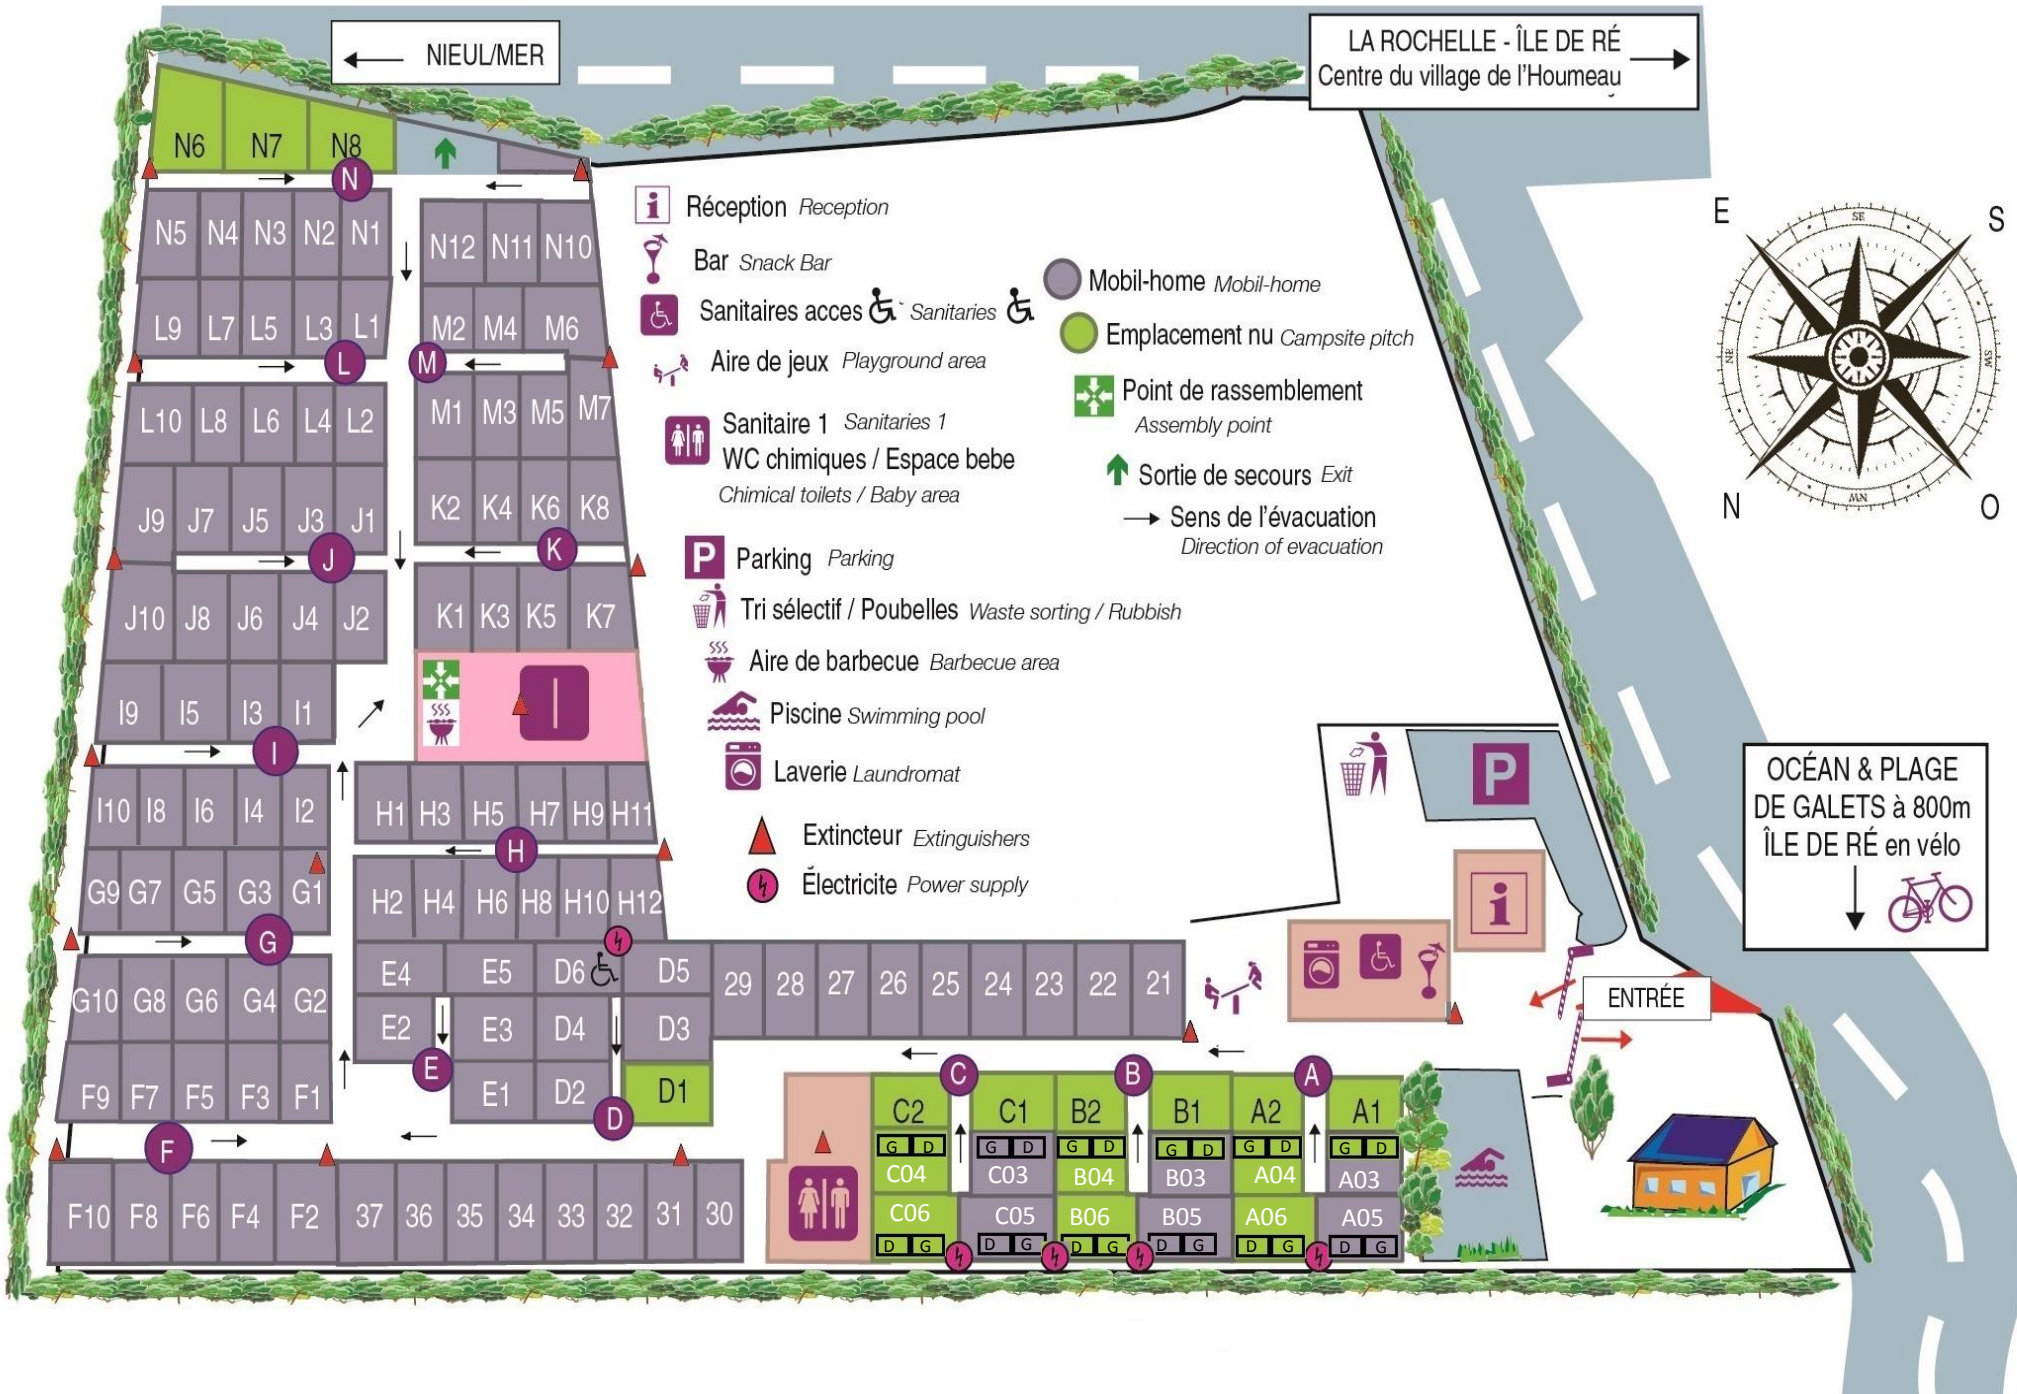 NIEUL/MER
LA ROCHELLE - ÎLE DE RÉ
Centre du village de l'Houmeau
N6 N7 N8
N
N5 N4 N3 N2 N1
N12 N11 N10
L9 L7 L5 L3 L1
M2 M4 M6
L
M
L10 L8 L6 L4 L2
M1 M3 M5 M7
J9 J7 J5 J3 J1
K2 K4 K6 K8
J
K
J10 J8 J6 J4 J2
K1 K3 K5 K7
I9 I5 I3 I1
I
I10 I8 I6 I4 I2
H1 H3 H5 H7 H9 H11
H
G9 G7 G5 G3 G1
H2 H4 H6 H8 H10 H12
G
G10 G8 G6 G4 G2
E4 E5 D6 D5
E2 E3 D4 D3
E
E1 D2 D1
D
F9 F7 F5 F3 F1
F
F10 F8 F6 F4 F2 37 36 35 34 33 32 31 30
29 28 27 26 25 24 23 22 21
i Réception Reception
Bar Snack Bar
Sanitaires acces Sanitaries
Aire de jeux Playground area
Sanitaire 1 Sanitaries 1
WC chimiques / Espace bebe
Chimical toilets / Baby area
P Parking Parking
Tri sélectif / Poubelles Waste sorting / Rubbish
Aire de barbecue Barbecue area
Piscine Swimming pool
Laverie Laundromat
Extincteur Extinguishers
Électricite Power supply
Mobil-home Mobil-home
Emplacement nu Campsite pitch
Point de rassemblement
Assembly point
Sortie de secours Exit
Sens de l'évacuation
Direction of evacuation
E S
SE
NE SW
NW
N O
P
i
OCÉAN & PLAGE
DE GALETS à 800m
ÎLE DE RÉ en vélo
ENTRÉE
C B A
C2 C1 B2 B1 A2 A1
G D G D G D G D G D G D
C04 C03 B04 B03 A04 A03
C06 C05 B06 B05 A06 A05
D G D G D G D G D G D G